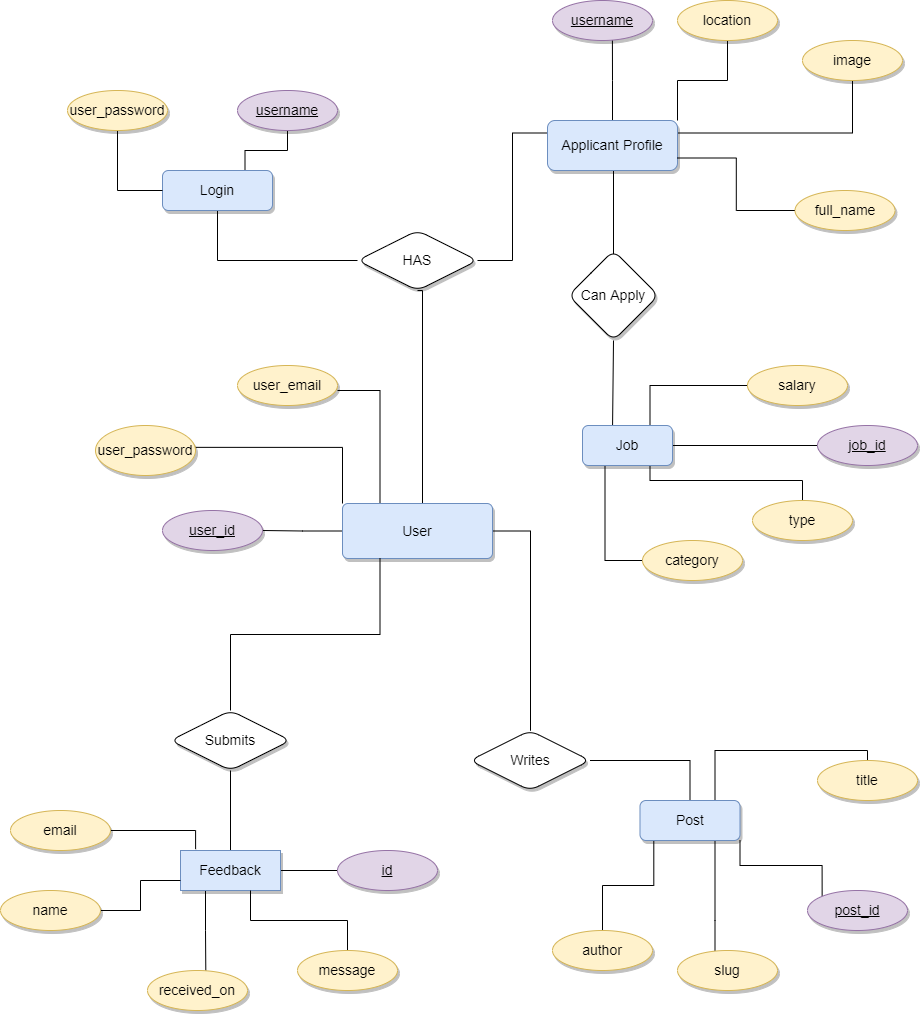 username
location
image
user_password
username
Applicant Profile
Login
full_name
HAS
Can Apply
user_email
salary
user_password
Job
job_id
user_id
User
type
category
Submits
Writes
title
Post
email
Feedback
id
name
post_id
author
message
slug
received_on